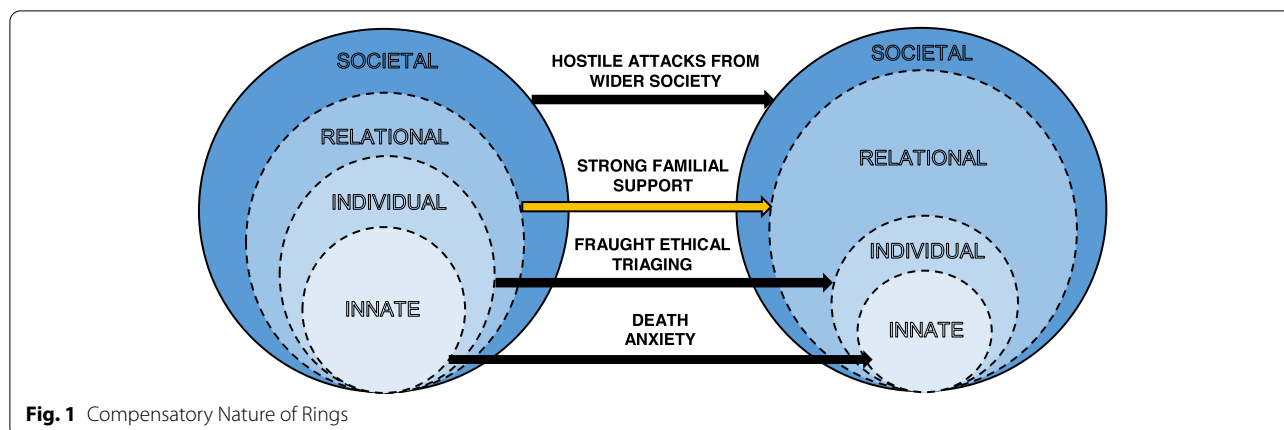 SOCIETAL
RELATIONAL
INDIVIDUAL
INNATE
HOSTILE ATTACKS FROM
WIDER SOCIETY
STRONG FAMILIAL
SUPPORT
FRAUGHT ETHICAL
TRIAGING
DEATH
ANXIETY
SOCIETAL
RELATIONAL
INDIVIDUAL
INNATE
Fig. 1 Compensatory Nature of Rings